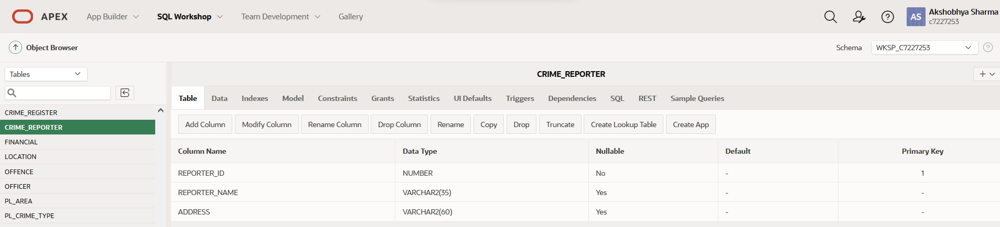 APEX App Builder SQL Workshop Team Development Gallery AS Akshobhya Sharma
c7227253
Object Browser Schema WKSP_C7227253
Tables
CRIME_REPORTER
Table Data Indexes Model Constraints Grants Statistics UI Defaults Triggers Dependencies SQL REST Sample Queries
CRIME_REGISTER
CRIME_REPORTER
FINANCIAL
LOCATION
OFFENCE
OFFICER
PL_AREA
PL_CRIME_TYPE
Add Column Modify Column Rename Column Drop Column Rename Copy Drop Truncate Create Lookup Table Create App
Column Name Data Type Nullable Default Primary Key
REPORTER_ID NUMBER No - 1
REPORTER_NAME VARCHAR2(35) Yes - -
ADDRESS VARCHAR2(60) Yes - -